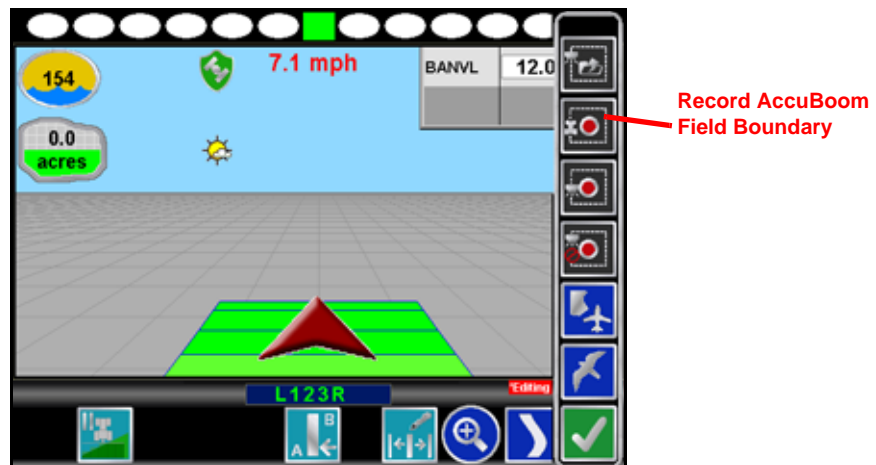 154
7.1 mph
BANVL 12.0
0.0
acres
Record AccuBoom
Field Boundary
L123R
*Editing
A B